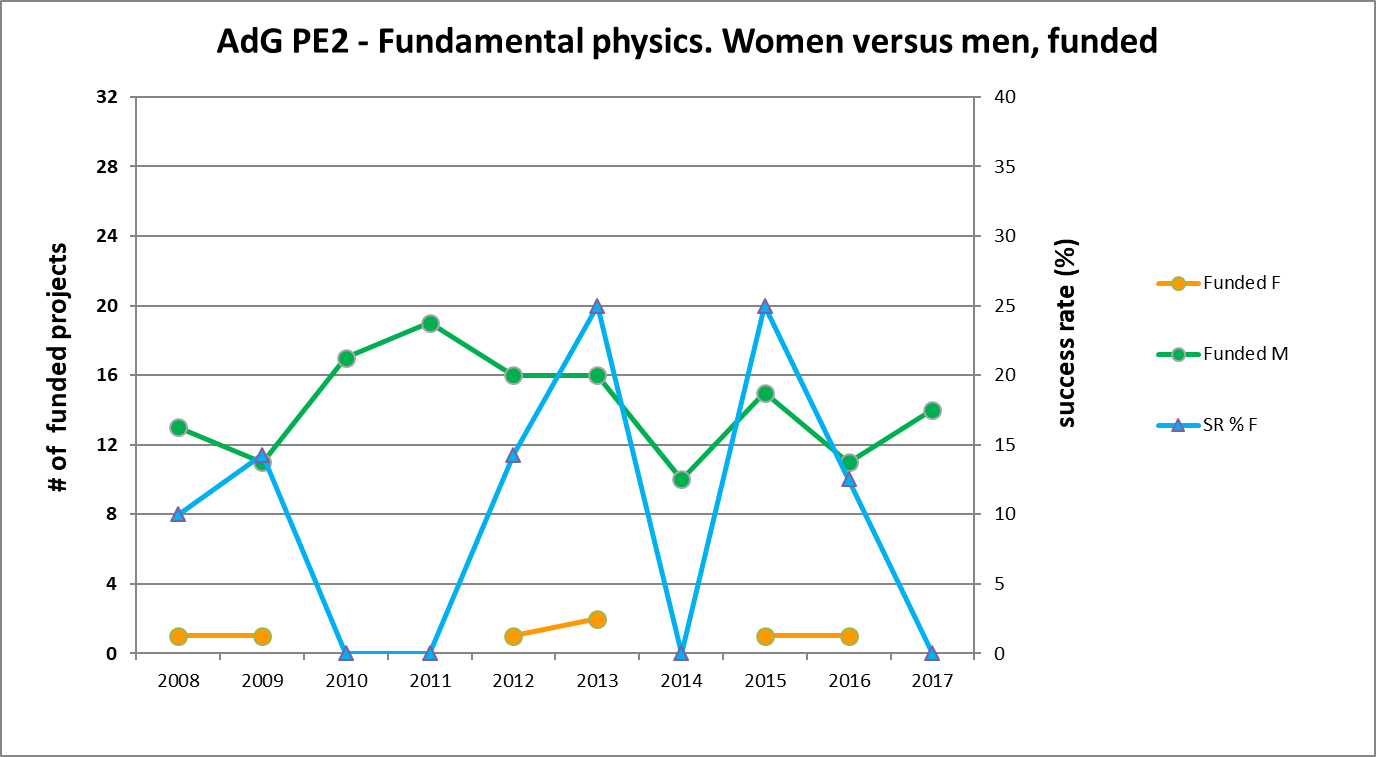 AdG PE2 - Fundamental physics. Women versus men, funded
32
28
24
20
16
12
8
4
0
# of  funded projects
40
35
30
25
20
15
10
5
0
success rate (%)
2008 2009 2010 2011 2012 2013 2014 2015 2016 2017
Funded F
Funded M
SR % F